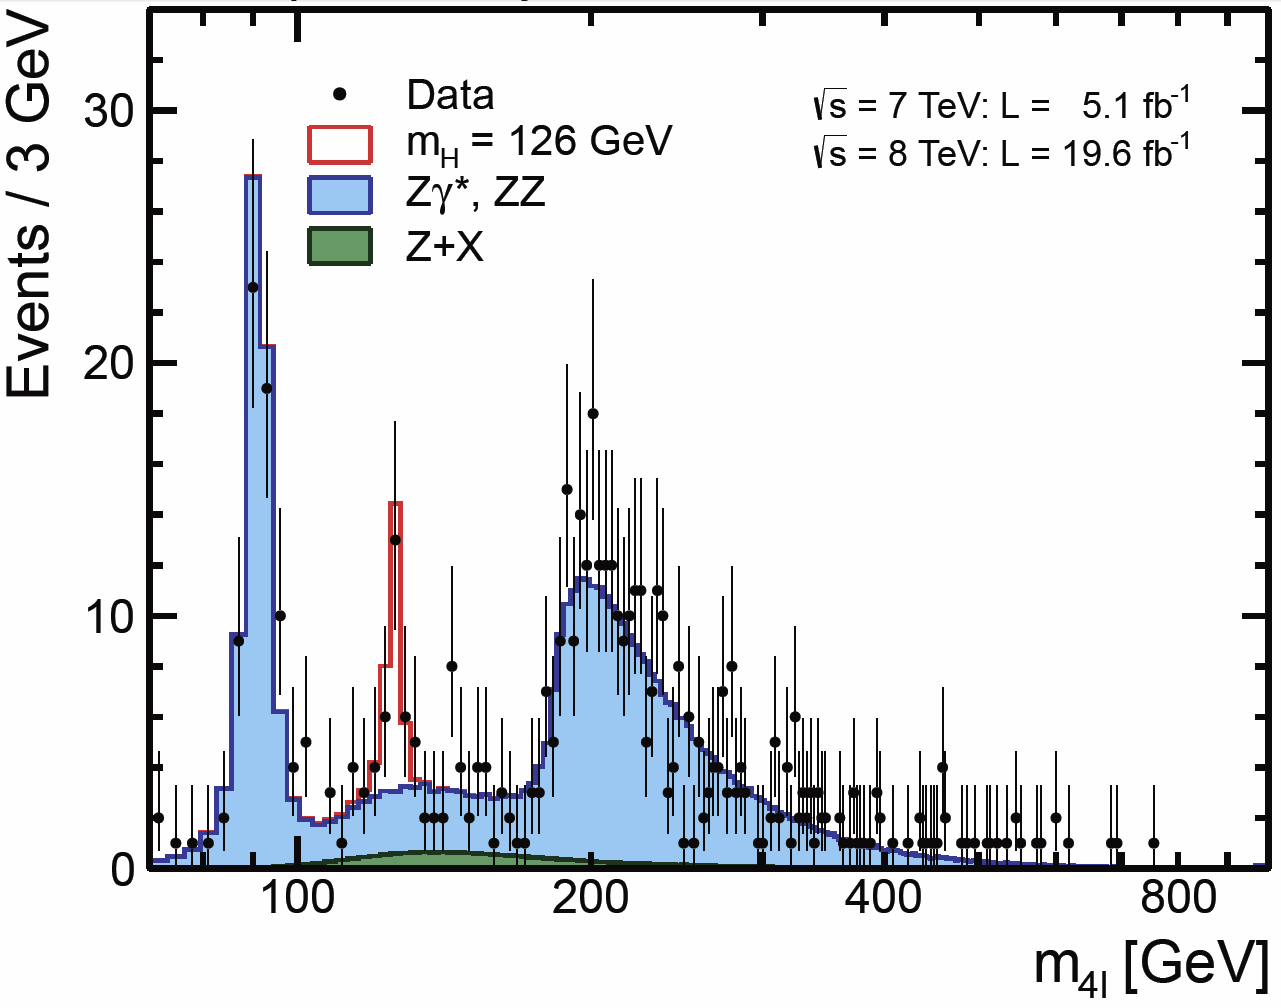 Events / 3 GeV
30
20
10
0
Data
m_H = 126 GeV
Zγ*, ZZ
Z+X
√s = 7 TeV: L = 5.1 fb⁻¹
√s = 8 TeV: L = 19.6 fb⁻¹
100 200 400 800
m_4l [GeV]